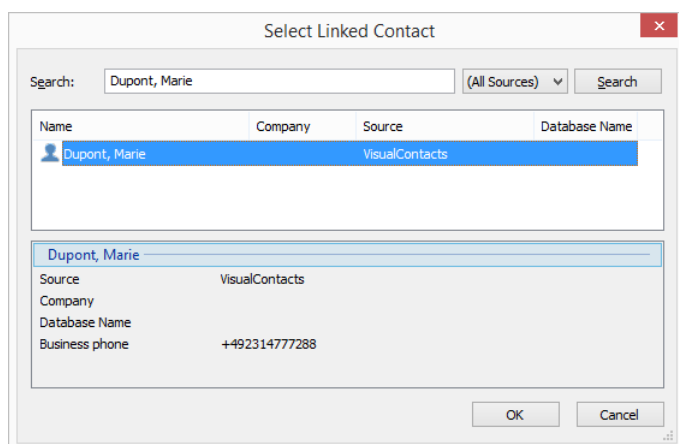 Select Linked Contact
Search: Dupont, Marie (All Sources) Search
Name Company Source Database Name
Dupont, Marie VisualContacts
Dupont, Marie
Source VisualContacts
Company
Database Name
Business phone +492314777288
OK Cancel